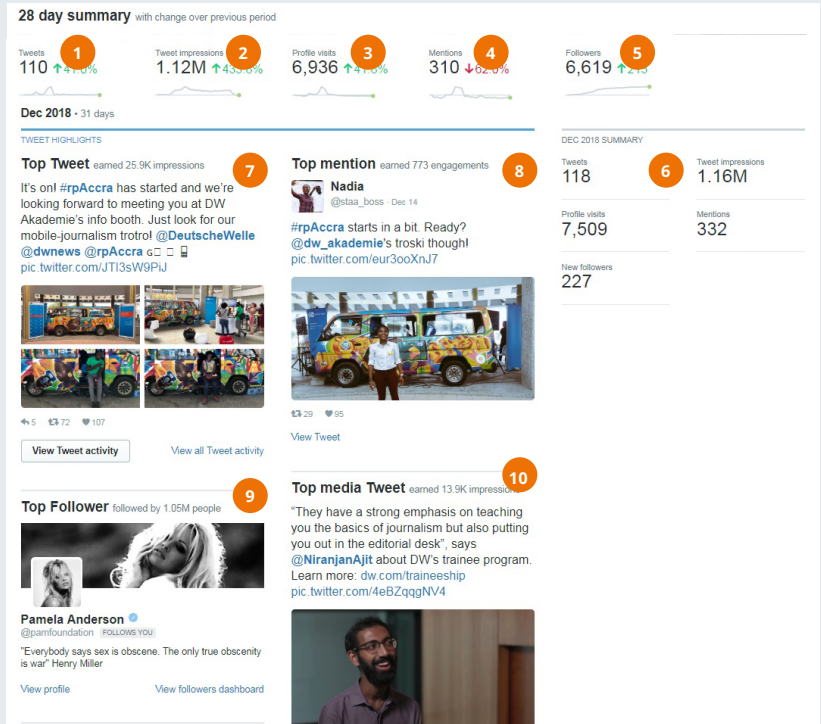 28 day summary with change over previous period
1
2
3
4
5
Tweets
Tweet impressions
Profile visits
Mentions
Followers
110
1.12M
6,936
310
6,619
Dec 2018 • 31 days
TWEET HIGHLIGHTS
DEC 2018 SUMMARY
Top Tweet earned 25.9K impressions
7
It's on! #rpAccra has started and we're
looking forward to meeting you at DW
Akademie's info booth. Just look for our
mobile-journalism trotro! @DeutscheWelle
@dwnews @rpAccra
pic.twitter.com/JTI3sW9PiJ
5 72 107
View Tweet activity
View all Tweet activity
Top mention earned 773 engagements
8
Nadia
@staa_boss · Dec 14
#rpAccra starts in a bit. Ready?
@dw_akademie's troski though!
pic.twitter.com/eur3ooXnJ7
29 95
View Tweet
6
Tweets
118
Tweet impressions
1.16M
Profile visits
7,509
Mentions
332
New followers
227
Top Follower followed by 1.05M people
9
Pamela Anderson
@pamfoundation FOLLOWS YOU
"Everybody says sex is obscene. The only true obscenity
is war" Henry Miller
View profile
View followers dashboard
10
Top media Tweet earned 13.9K impressions
“They have a strong emphasis on teaching
you the basics of journalism but also putting
you out in the editorial desk”, says
@NiranjanAjit about DW's trainee program.
Learn more: dw.com/traineeship
pic.twitter.com/4eBZqqgNV4